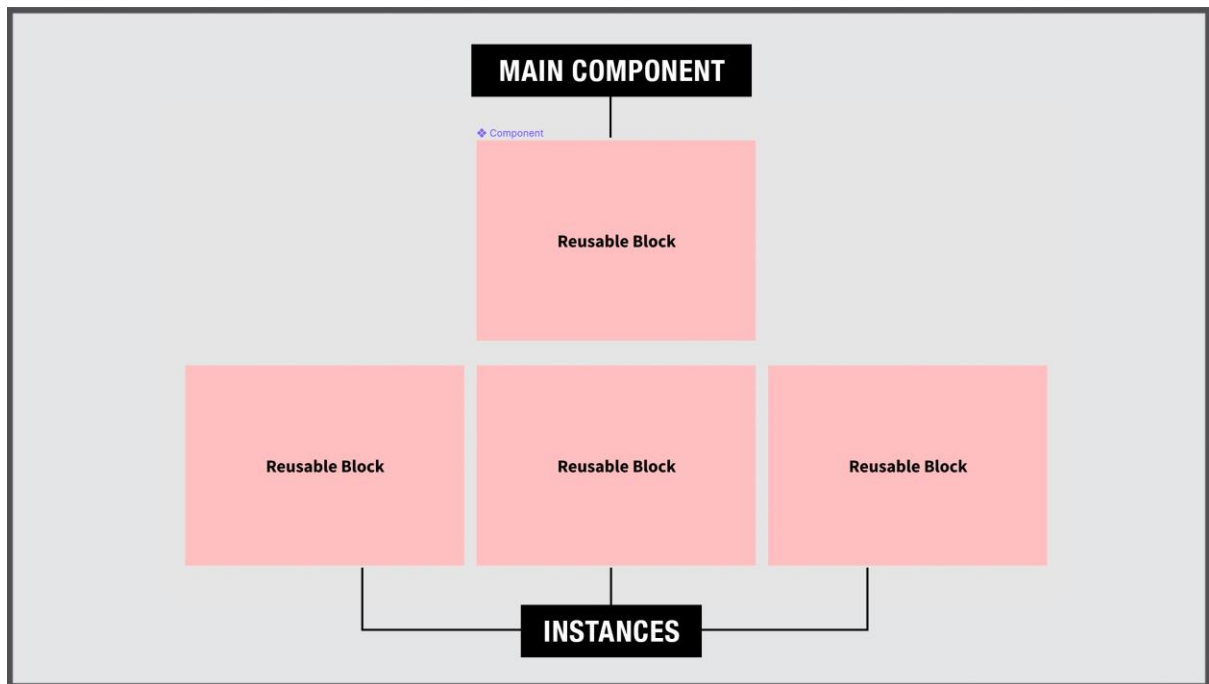 MAIN COMPONENT
Component
Reusable Block
Reusable Block
Reusable Block
Reusable Block
INSTANCES